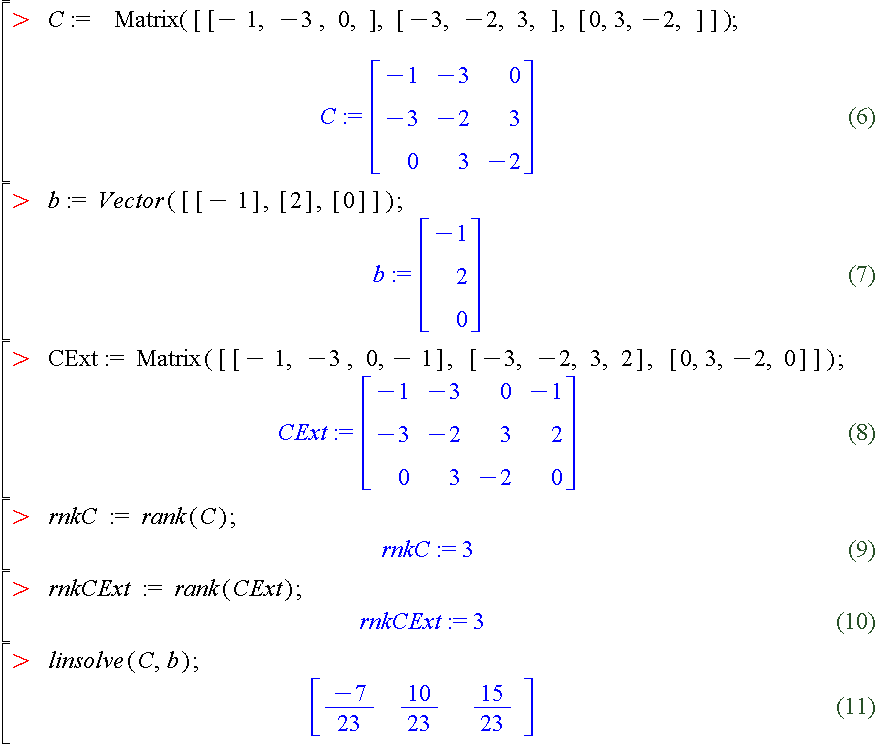 > C := Matrix([[- 1, -3 , 0, ], [-3, -2, 3, ], [0, 3, -2, ]]);
C := [ -1 -3 0
-3 -2 3
0 3 -2 ] (6)
> b := Vector([[- 1], [2], [0]]);
b := [ -1
2
0 ] (7)
> CExt := Matrix([[- 1, -3 , 0, - 1], [-3, -2, 3, 2], [0, 3, -2, 0]]);
CExt := [ -1 -3 0 -1
-3 -2 3 2
0 3 -2 0 ] (8)
> rnkC := rank(C);
rnkC := 3 (9)
> rnkCExt := rank(CExt);
rnkCExt := 3 (10)
> linsolve(C, b);
[ -7/23 10/23 15/23 ] (11)